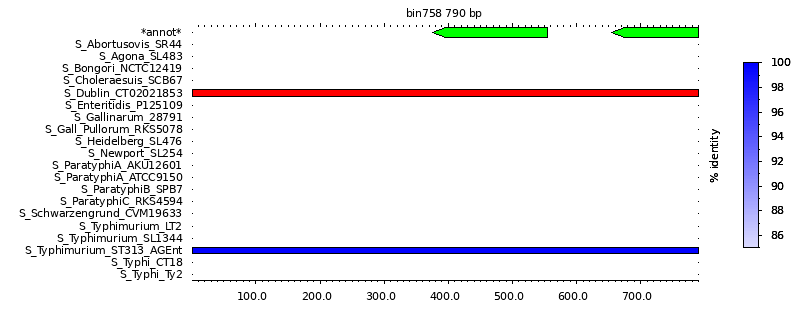 bin758 790 bp
*annot*
S_Abortusovis_SR44
S_Agona_SL483
S_Bongori_NCTC12419
S_Choleraesuis_SCB67
S_Dublin_CT02021853
S_Enteritidis_P125109
S_Gallinarum_28791
S_Gall_Pullorum_RKS5078
S_Heidelberg_SL476
S_Newport_SL254
S_ParatyphiA_AKU12601
S_ParatyphiA_ATCC9150
S_ParatyphiB_SPB7
S_ParatyphiC_RKS4594
S_Schwarzengrund_CVM19633
S_Typhimurium_LT2
S_Typhimurium_SL1344
S_Typhimurium_ST313_AGEnt
S_Typhi_CT18
S_Typhi_Ty2
100.0 200.0 300.0 400.0 500.0 600.0 700.0
% identity
100
98
96
94
92
90
88
86